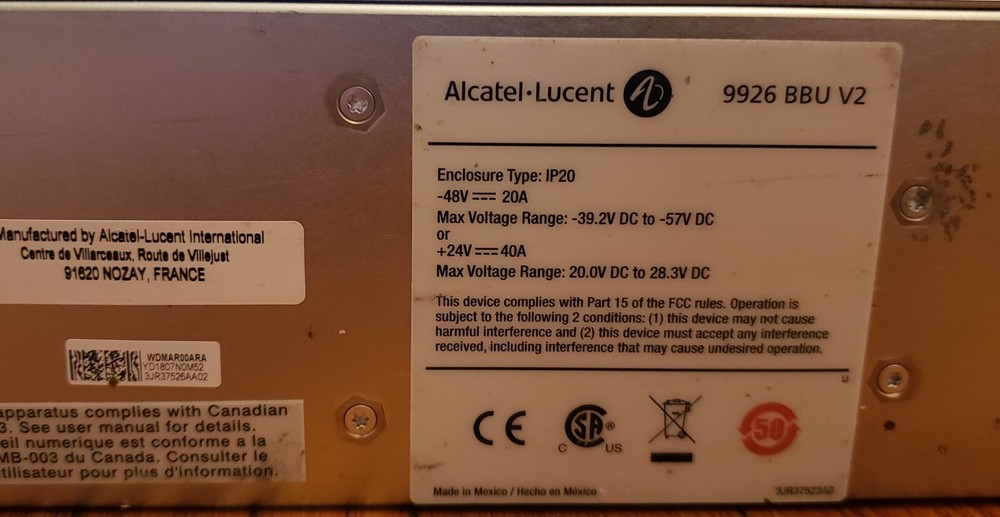 Alcatel·Lucent 9926 BBU V2
Enclosure Type: IP20
-48V 20A
Max Voltage Range: -39.2V DC to -57V DC
or
+24V 40A
Max Voltage Range: 20.0V DC to 28.3V DC
This device complies with Part 15 of the FCC rules. Operation is
subject to the following 2 conditions: (1) this device may not cause
harmful interference and (2) this device must accept any interference
received, including interference that may cause undesired operation.
CE
C SA® C US
50
Made in Mexico / Hecho en México
Manufactured by Alcatel-Lucent International
Centre de Villarceaux, Route de Villejust
91620 NOZAY, FRANCE
WDMAR00ARA
YD1807N0M52
3JR37526AA02
apparatus complies with Canadian
3. See user manual for details.
eil numerique est conforme a la
MB-003 du Canada. Consulter le
tilisateur pour plus d'information.